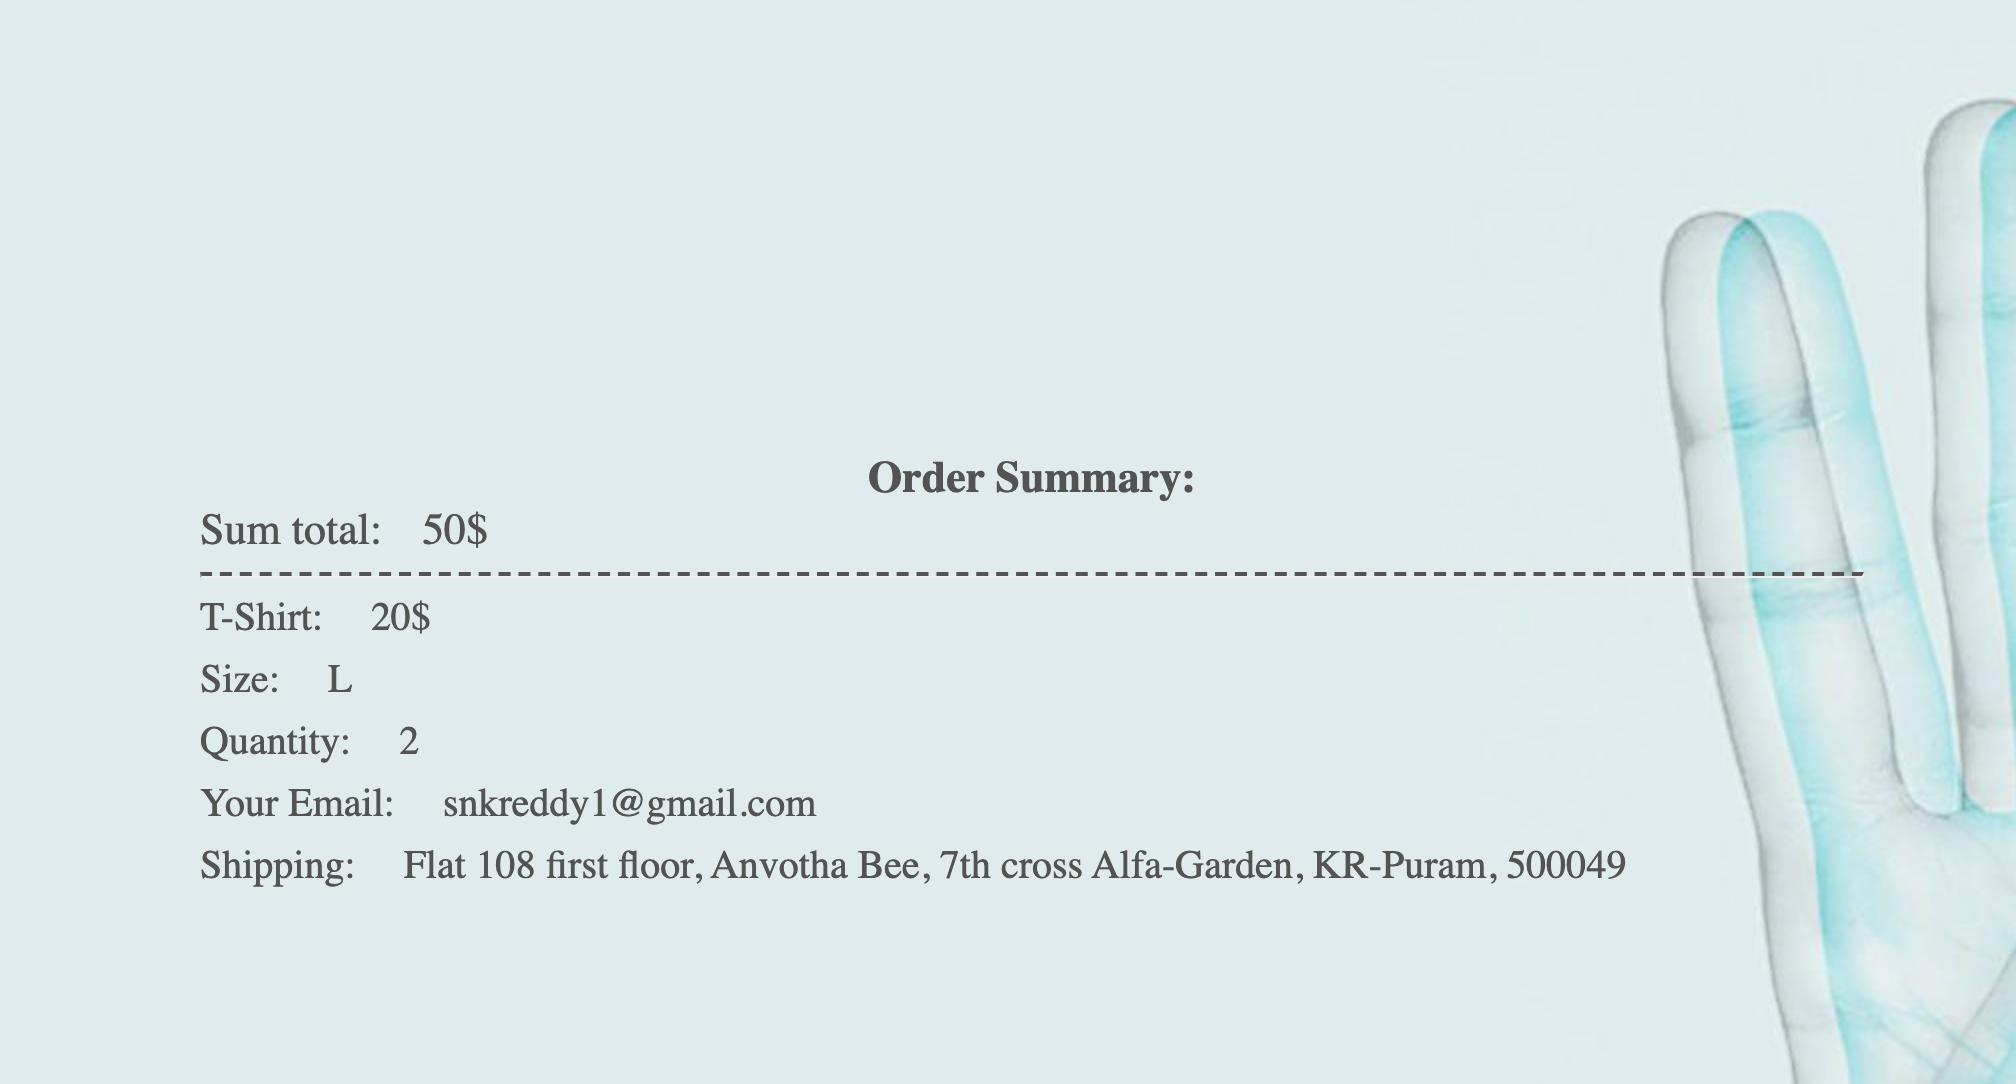 Order Summary:
Sum total: 50$
T-Shirt: 20$
Size: L
Quantity: 2
Your Email: snkreddy1@gmail.com
Shipping: Flat 108 first floor, Anvotha Bee, 7th cross Alfa-Garden, KR-Puram, 500049